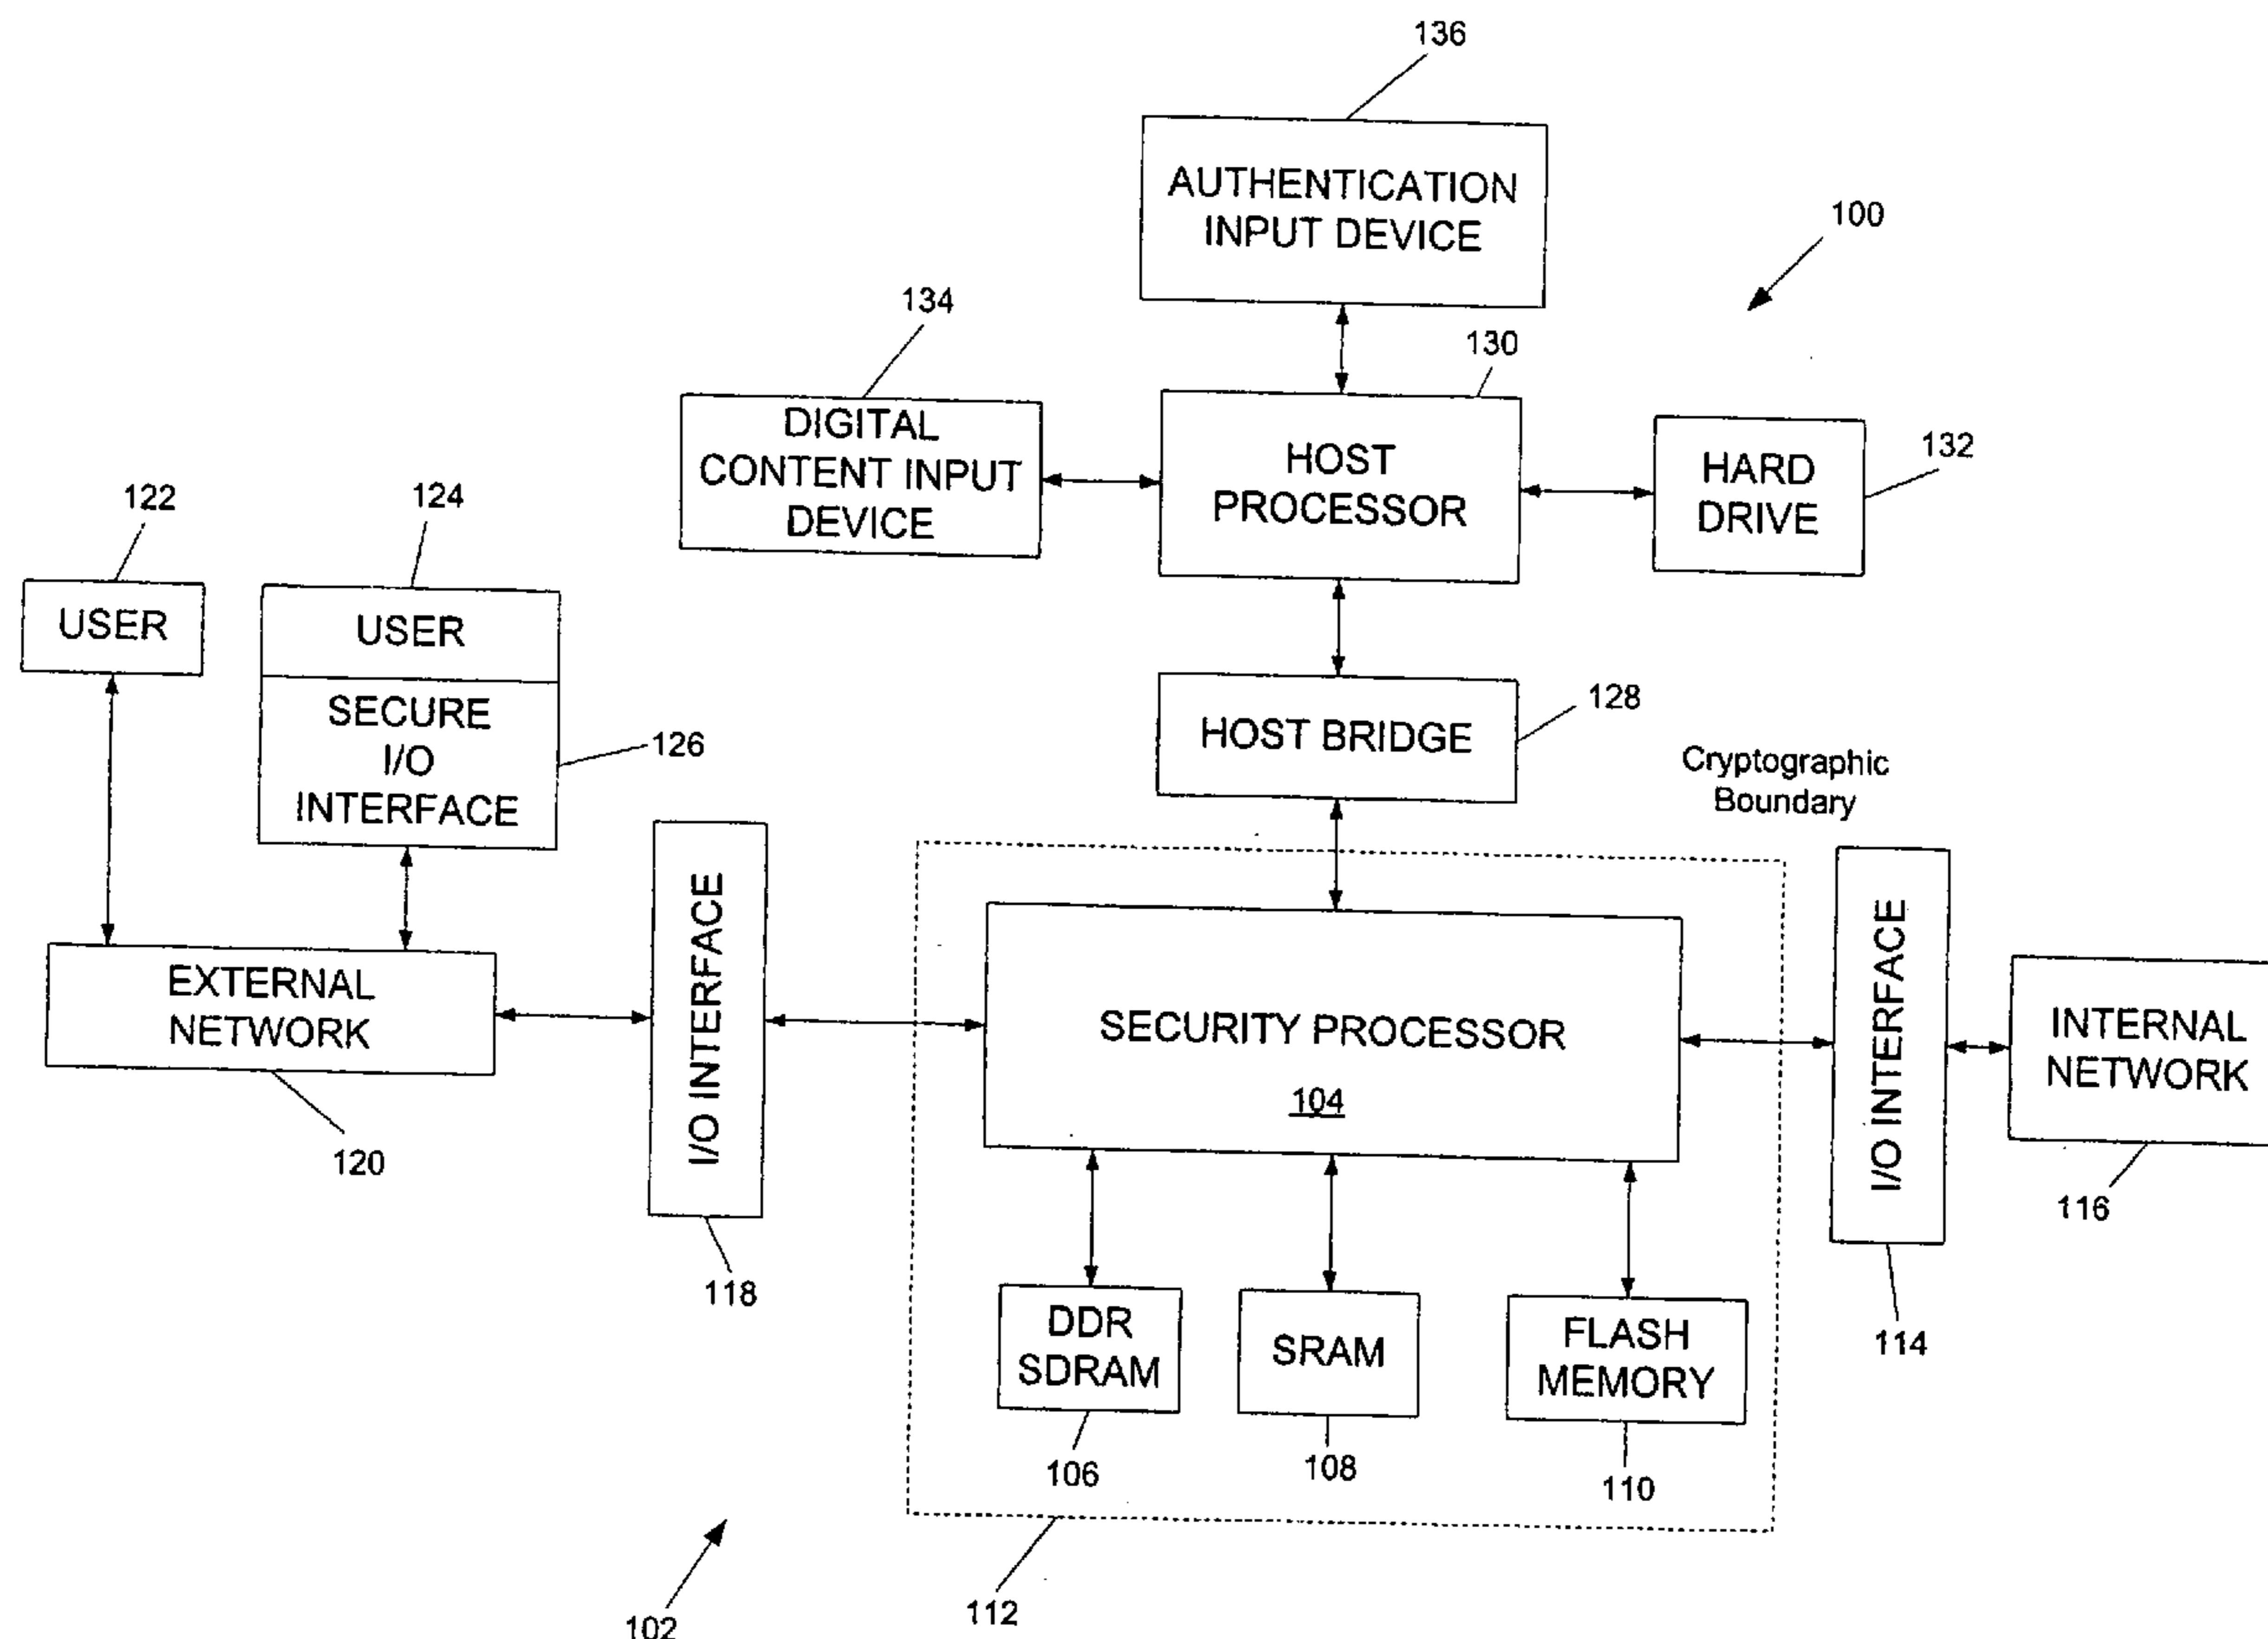 136
AUTHENTICATION
INPUT DEVICE
100
134
130
DIGITAL
CONTENT INPUT
DEVICE
HOST
PROCESSOR
HARD
DRIVE
132
122
124
USER
USER
SECURE
I/O
INTERFACE
126
HOST BRIDGE
128
Cryptographic
Boundary
EXTERNAL
NETWORK
120
I/O INTERFACE
118
SECURITY PROCESSOR
104
I/O INTERFACE
114
INTERNAL
NETWORK
116
DDR
SDRAM
106
SRAM
108
FLASH
MEMORY
110
102
112